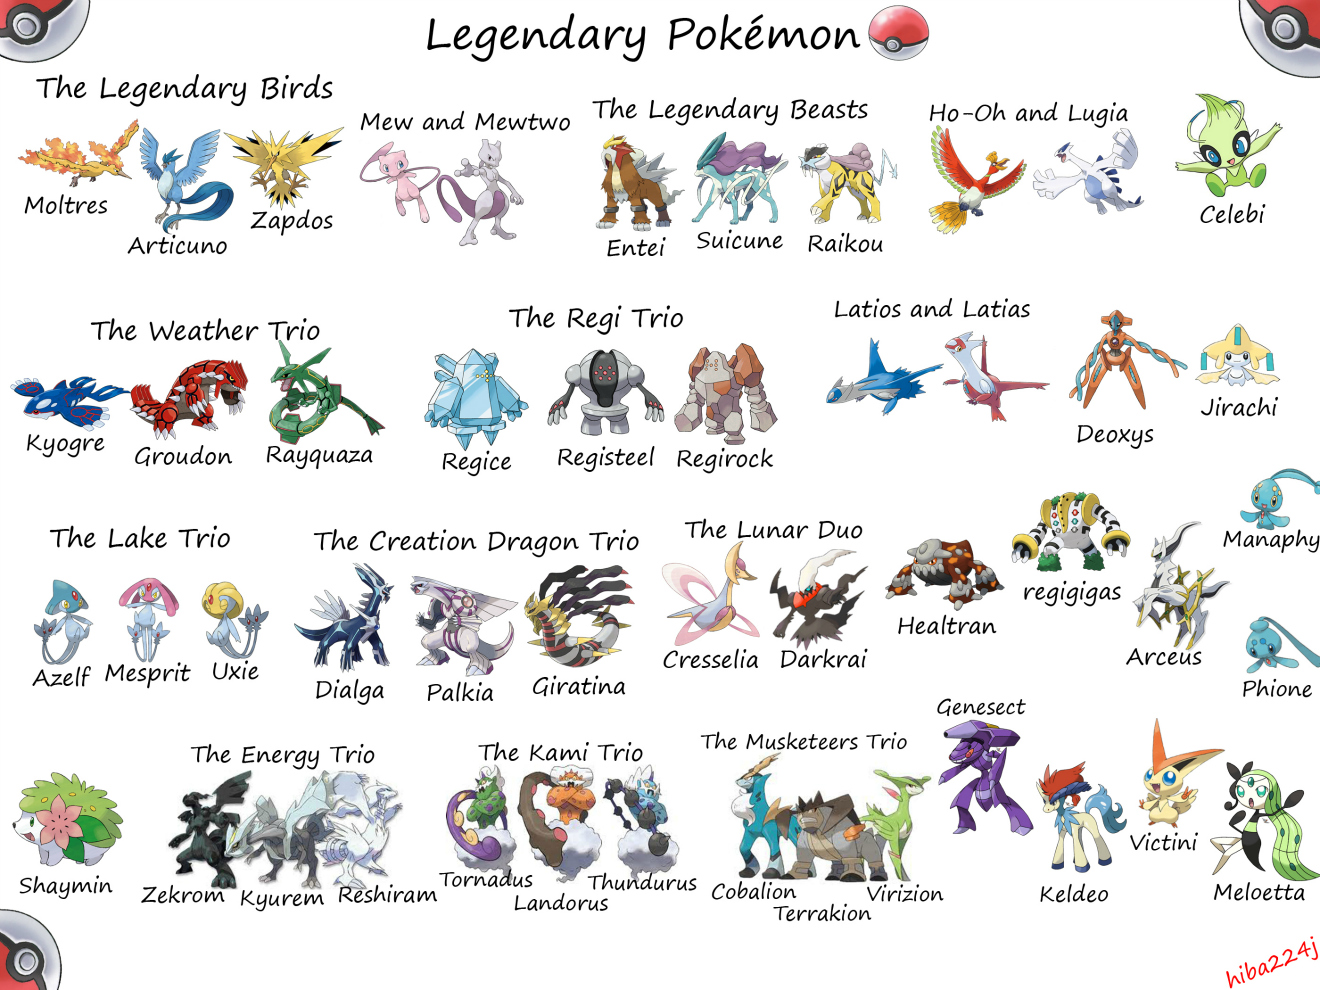 Legendary Pokémon
The Legendary Birds
Moltres
Articuno
Zapdos
Mew and Mewtwo
The Legendary Beasts
Entei
Suicune
Raikou
Ho-Oh and Lugia
Celebi
The Weather Trio
Kyogre
Groudon
Rayquaza
The Regi Trio
Regice
Registeel
Regirock
Latios and Latias
Deoxys
Jirachi
The Lake Trio
Azelf
Mesprit
Uxie
The Creation Dragon Trio
Dialga
Palkia
Giratina
The Lunar Duo
Cresselia
Darkrai
Healtran
regigigas
Arceus
Manaphy
Phione
Shaymin
The Energy Trio
Zekrom
Kyurem
Reshiram
The Kami Trio
Tornadus
Landorus
Thundurus
The Musketeers Trio
Cobalion
Terrakion
Virizion
Genesect
Keldeo
Victini
Meloetta
hiba224j